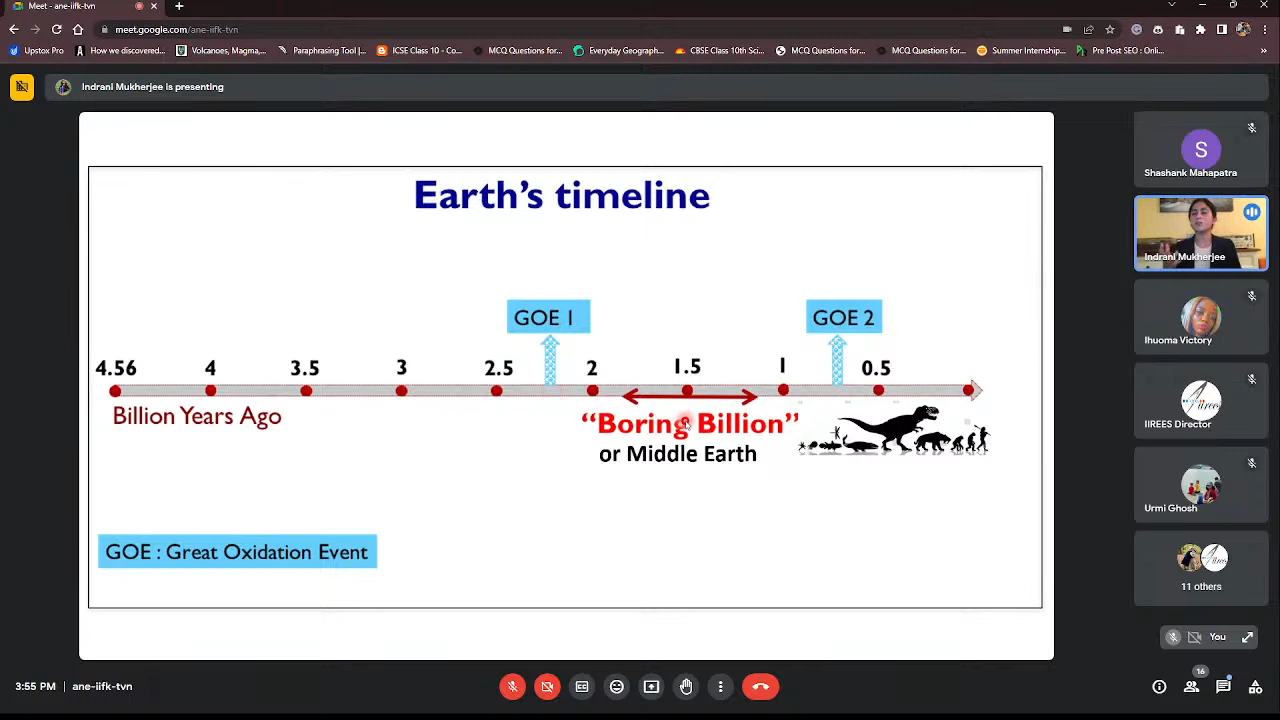 Meet - ane-iifk-tvn
meet.google.com/ane-iifk-tvn
Upstox Pro
How we discovered...
Volcanoes, Magma,...
Paraphrasing Tool |...
ICSE Class 10 - Co...
MCQ Questions for...
Everyday Geograph...
CBSE Class 10th Sci...
MCQ Questions for...
MCQ Questions for...
Summer Internship...
Pre Post SEO : Onli...
Indrani Mukherjee is presenting
Earth's timeline
GOE 1
GOE 2
4.56 4 3.5 3 2.5 2 1.5 1 0.5
Billion Years Ago
“Boring Billion”
or Middle Earth
GOE : Great Oxidation Event
S
Shashank Mahapatra
Indrani Mukherjee
Ihuoma Victory
IIREES Director
Urmi Ghosh
11 others
You
3:55 PM | ane-iifk-tvn
16